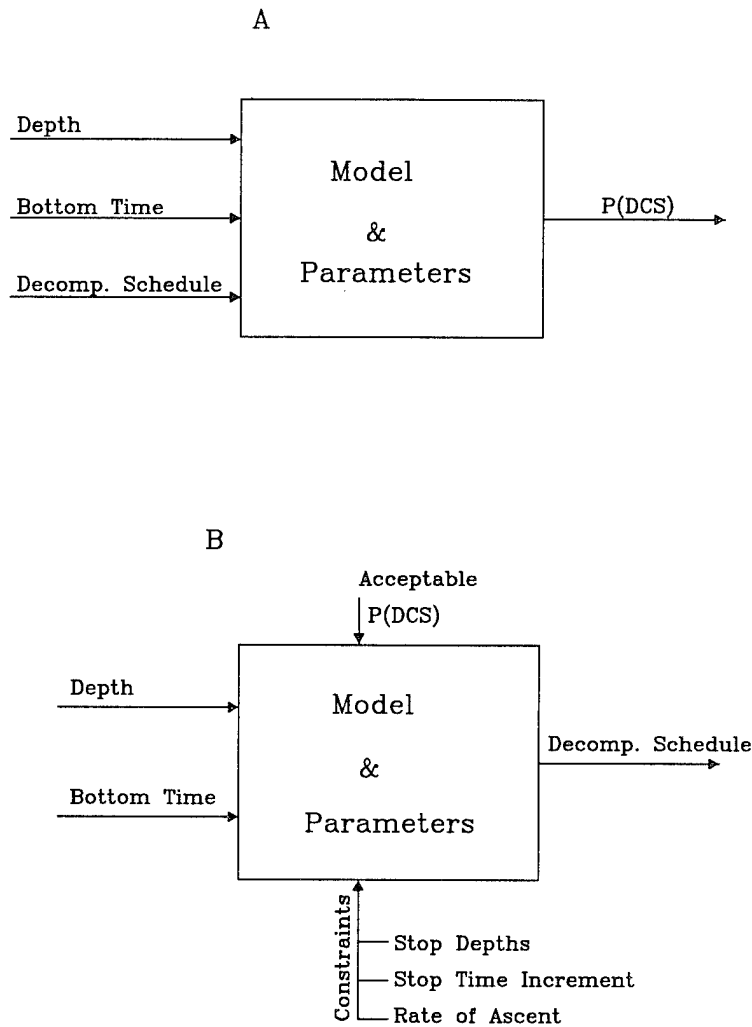 A
Depth
Bottom Time
Decomp. Schedule
Model
&
Parameters
P(DCS)
B
Acceptable
P(DCS)
Depth
Bottom Time
Model
&
Parameters
Decomp. Schedule
Constraints
Stop Depths
Stop Time Increment
Rate of Ascent